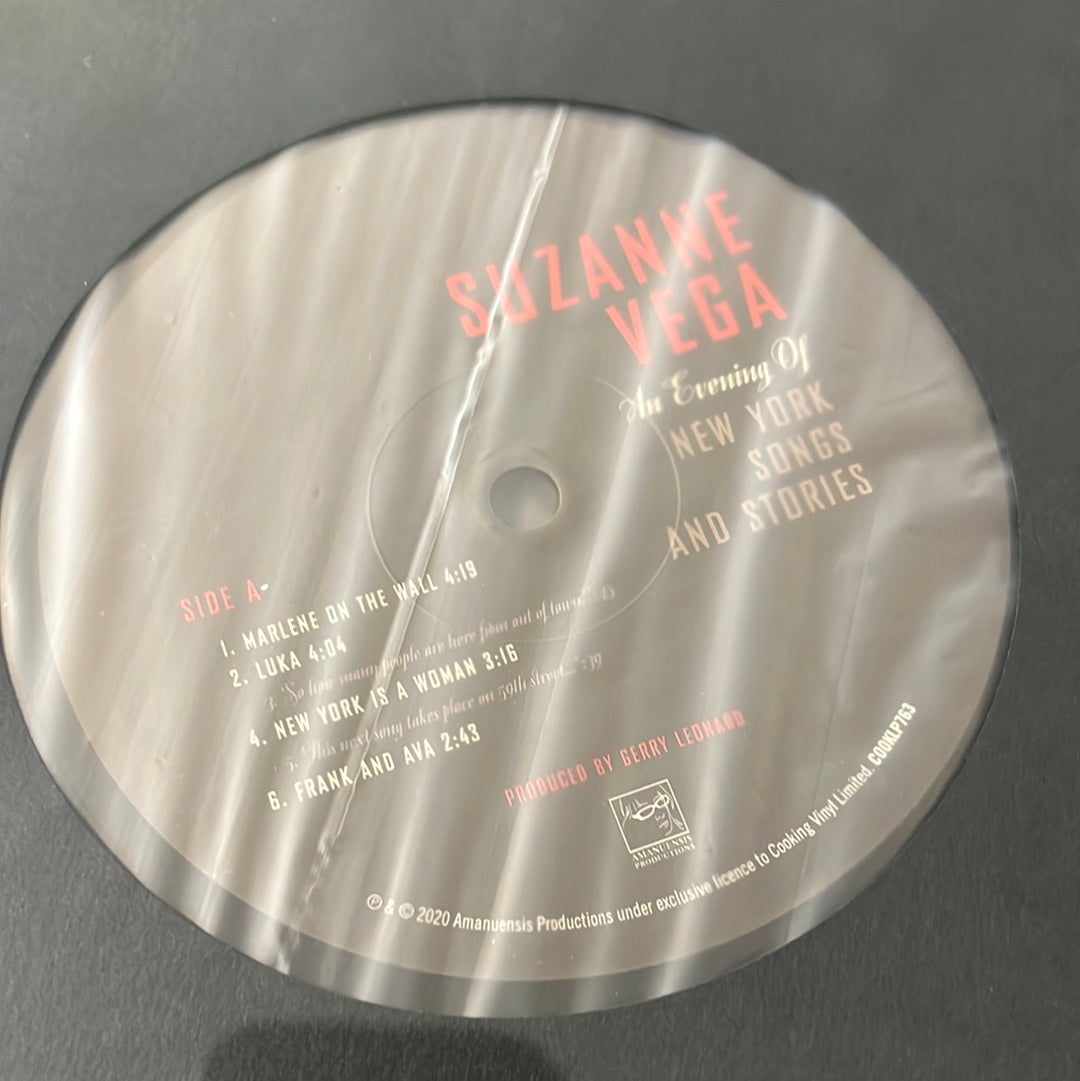 SUZANNE
VEGA
An Evening Of
NEW YORK
SONGS
AND STORIES
SIDE A-
1. MARLENE ON THE WALL 4:19
2. LUKA 4:04
3. "So how many people are here from out of town?"
4. NEW YORK IS A WOMAN 3:16
5. "This next song takes place on 59th street..." :39
6. FRANK AND AVA 2:43
PRODUCED BY GERRY LEONARD
AMANUENSIS
PRODUCTIONS
℗ & © 2020 Amanuensis Productions under exclusive licence to Cooking Vinyl Limited. COOKLP763